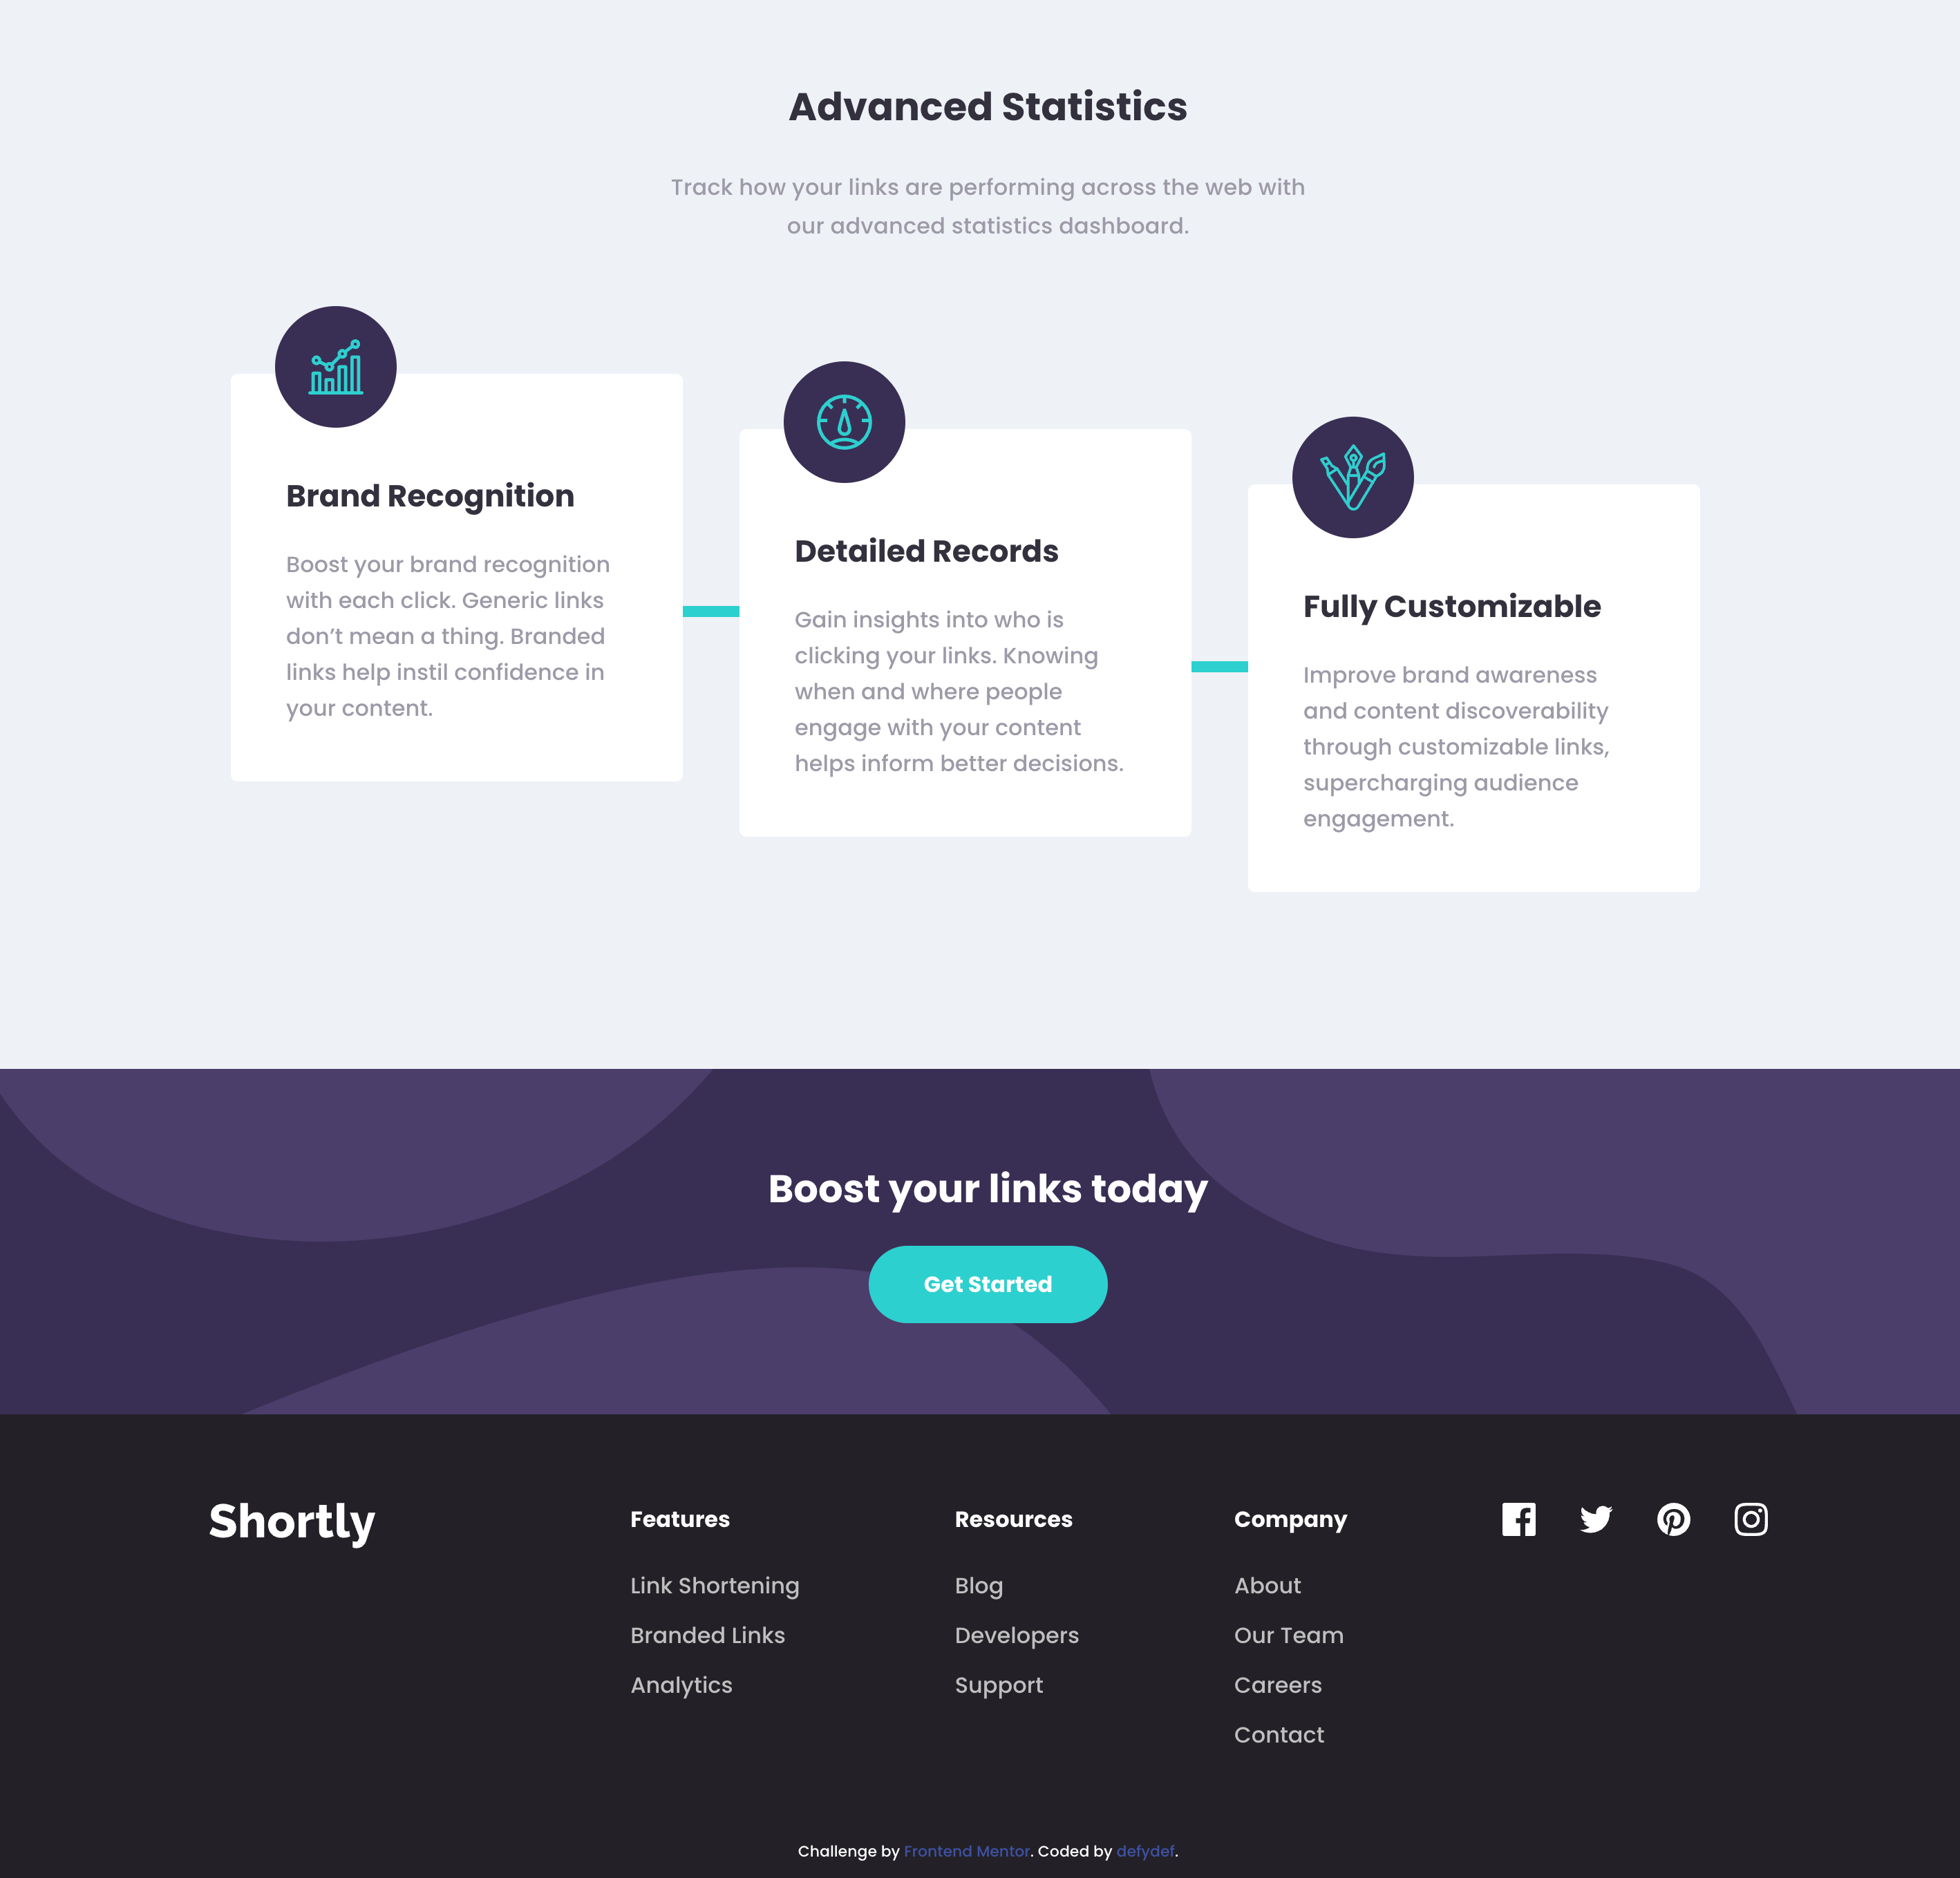 Advanced Statistics
Track how your links are performing across the web with
our advanced statistics dashboard.
Brand Recognition
Boost your brand recognition
with each click. Generic links
don’t mean a thing. Branded
links help instil confidence in
your content.
Detailed Records
Gain insights into who is
clicking your links. Knowing
when and where people
engage with your content
helps inform better decisions.
Fully Customizable
Improve brand awareness
and content discoverability
through customizable links,
supercharging audience
engagement.
Boost your links today
Get Started
Shortly
Features
Link Shortening
Branded Links
Analytics
Resources
Blog
Developers
Support
Company
About
Our Team
Careers
Contact
Challenge by Frontend Mentor. Coded by defydef.